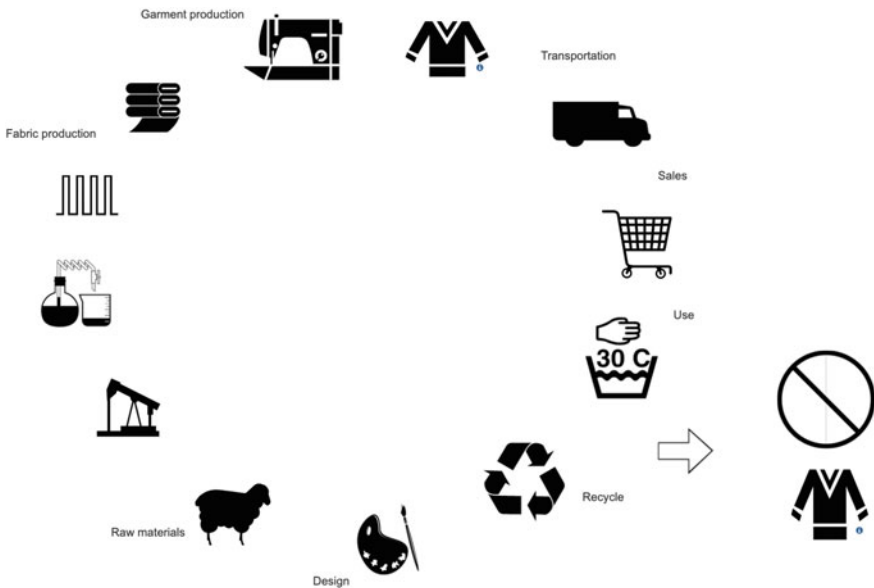 Garment production
Transportation
Fabric production
Sales
Use
30 C
Recycle
Raw materials
Design